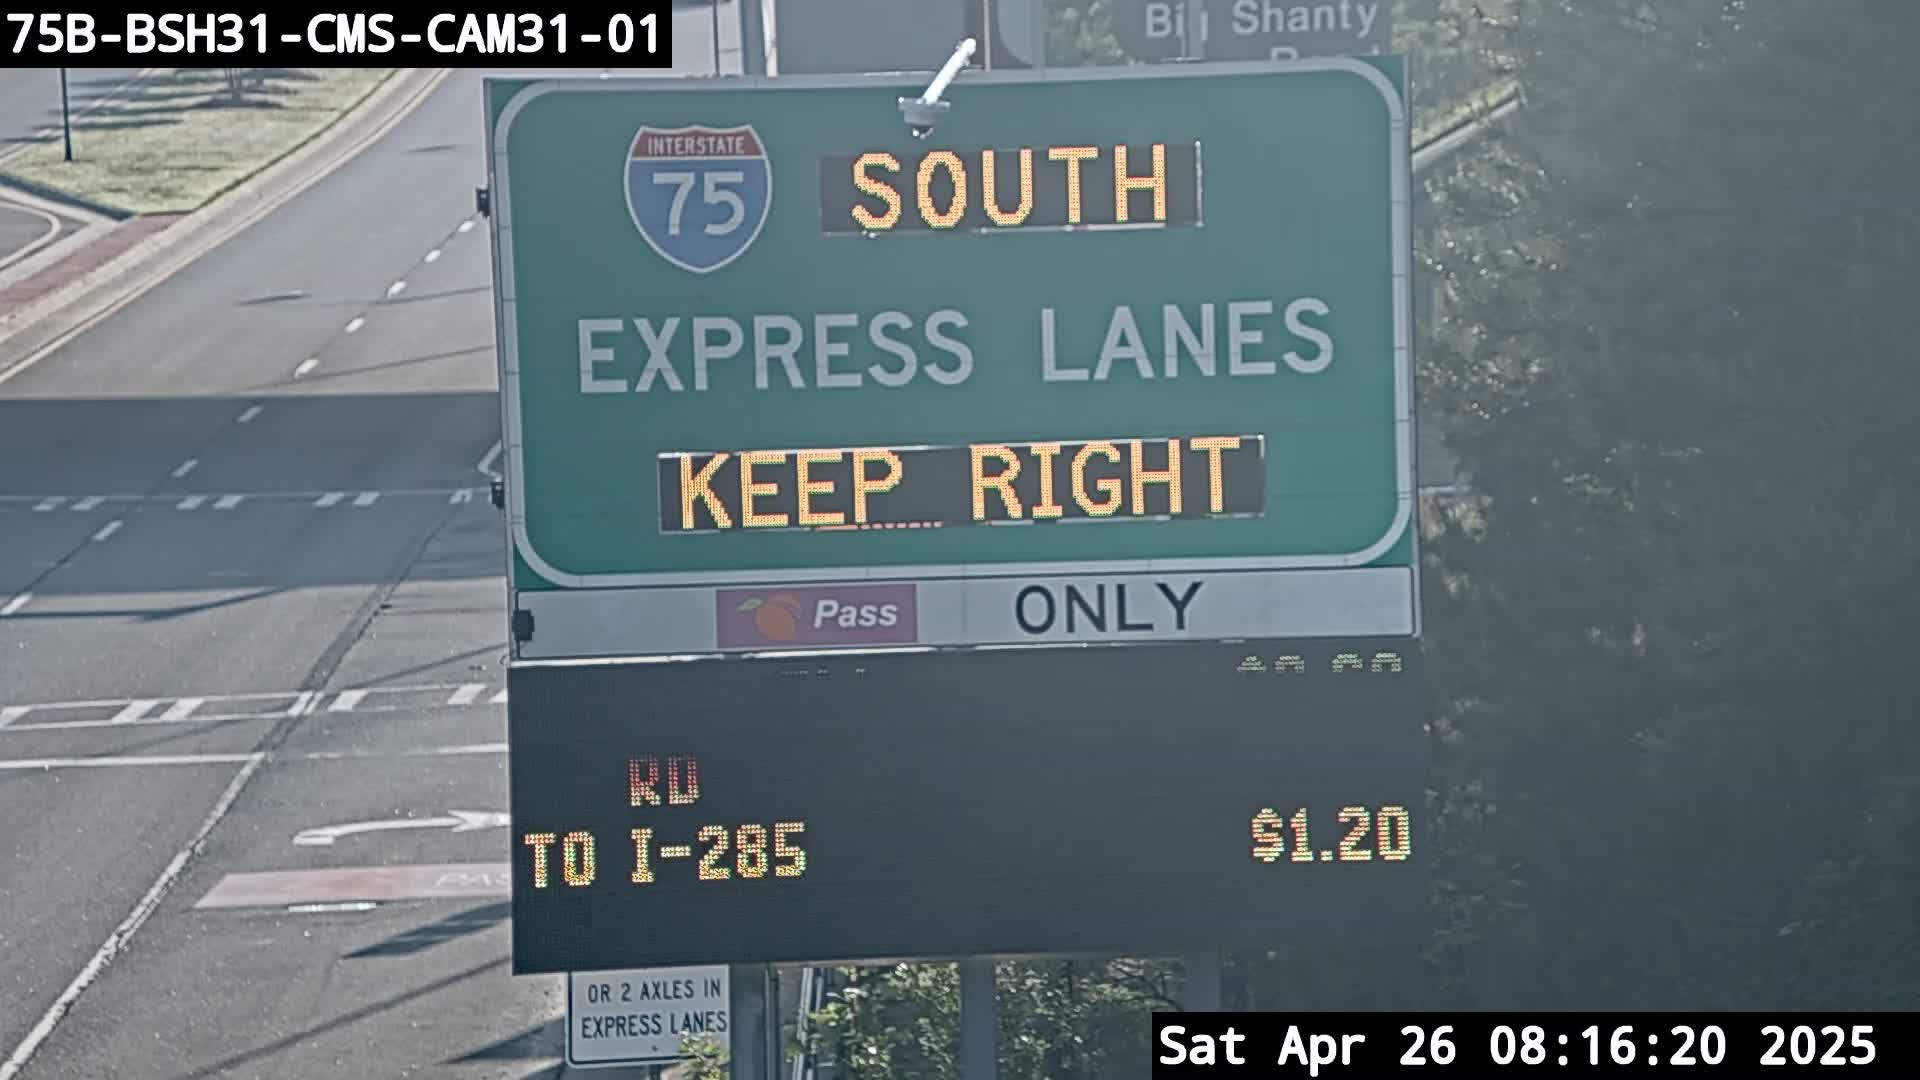 75B-BSH31-CMS-CAM31-01
Big Shanty
INTERSTATE
75
SOUTH
EXPRESS LANES
KEEP RIGHT
Pass ONLY
RD
TO I-285 $1.20
OR 2 AXLES IN
EXPRESS LANES
Sat Apr 26 08:16:20 2025